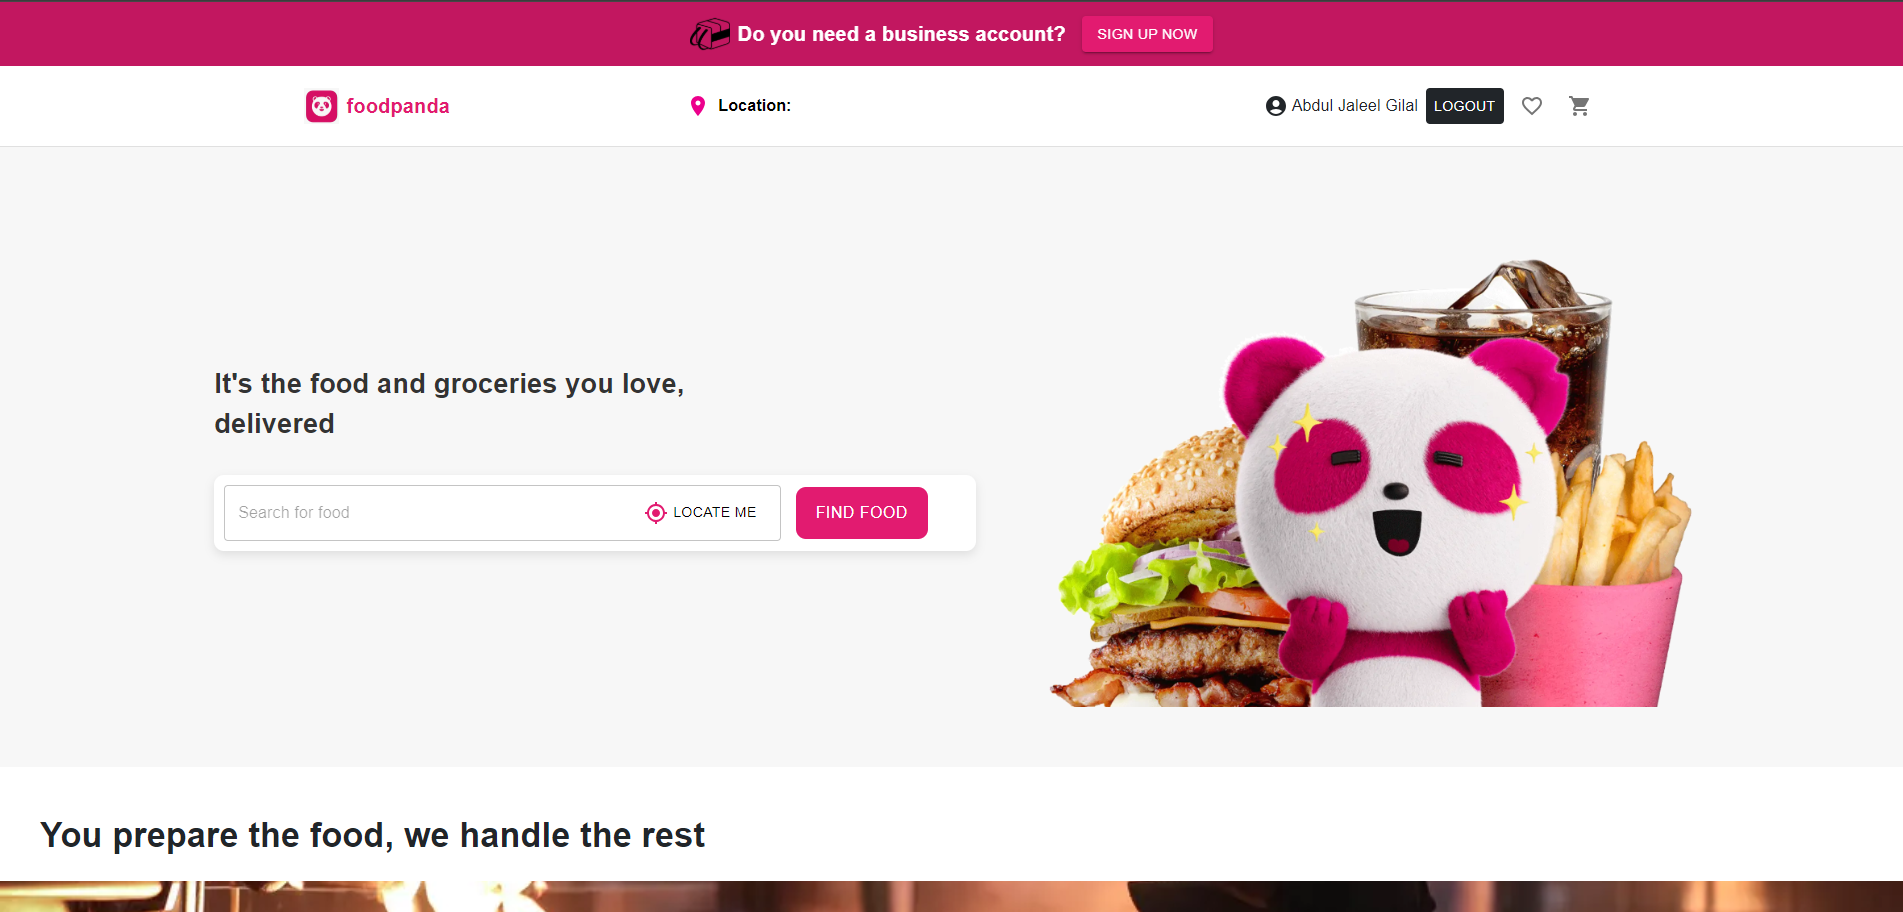 Do you need a business account? SIGN UP NOW
foodpanda Location: Abdul Jaleel Gilal LOGOUT
It's the food and groceries you love,
delivered
Search for food LOCATE ME FIND FOOD
You prepare the food, we handle the rest